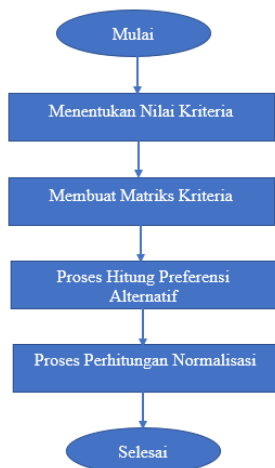 Mulai
Menentukan Nilai Kriteria
Membuat Matriks Kriteria
Proses Hitung Preferensi
Alternatif
Proses Perhitungan Normalisasi
Selesai